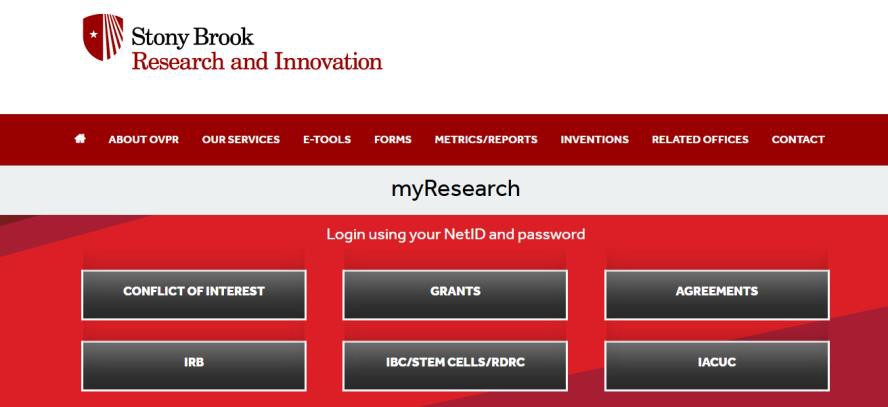 Stony Brook
Research and Innovation
ABOUT OVPR OUR SERVICES E-TOOLS FORMS METRICS/REPORTS INVENTIONS RELATED OFFICES CONTACT
myResearch
Login using your NetID and password
CONFLICT OF INTEREST GRANTS AGREEMENTS
IRB IBC/STEM CELLS/RDRC IACUC